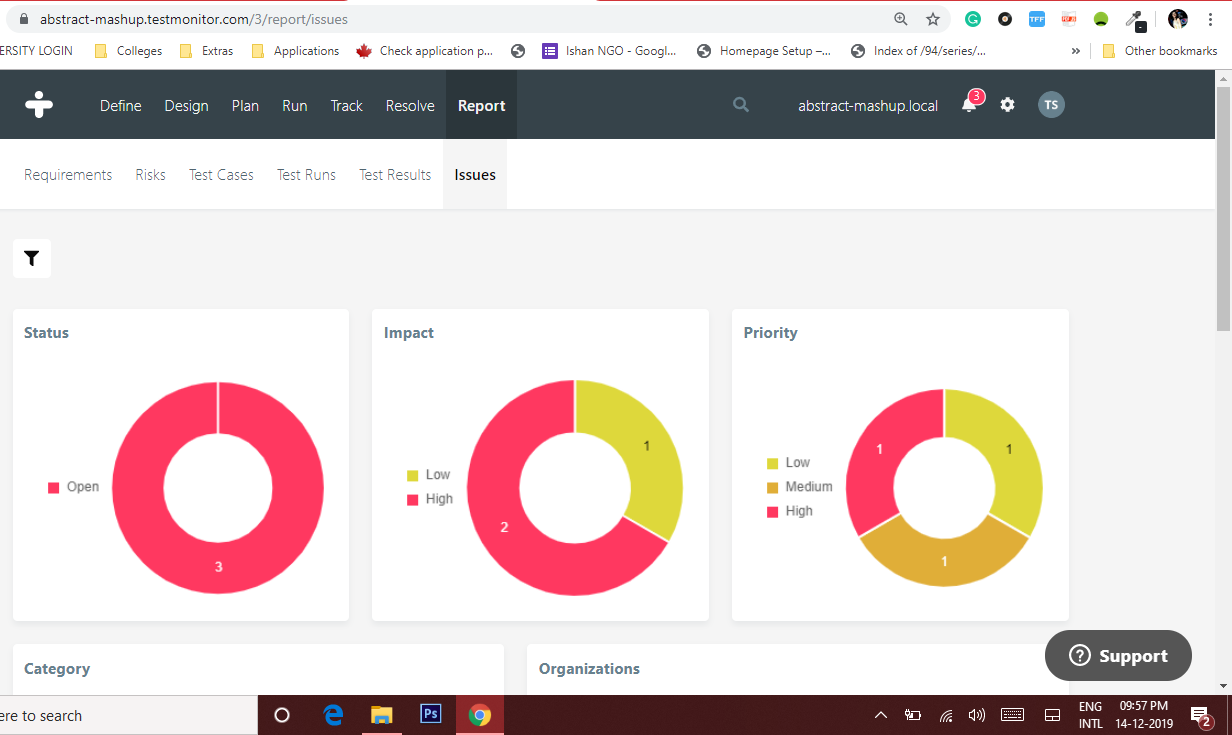 abstract-mashup.testmonitor.com/3/report/issues
TFF
ERSITY LOGIN Colleges Extras Applications Check application p... Ishan NGO - Googl... Homepage Setup –... Index of /94/series/... » Other bookmarks
Define Design Plan Run Track Resolve Report abstract-mashup.local 3 TS
Requirements Risks Test Cases Test Runs Test Results Issues
Status
Open
3
Impact
Low
High
1
2
Priority
Low
Medium
High
1
1
1
Category
Organizations
? Support
ere to search
Ps
ENG
INTL
09:57 PM
14-12-2019
2